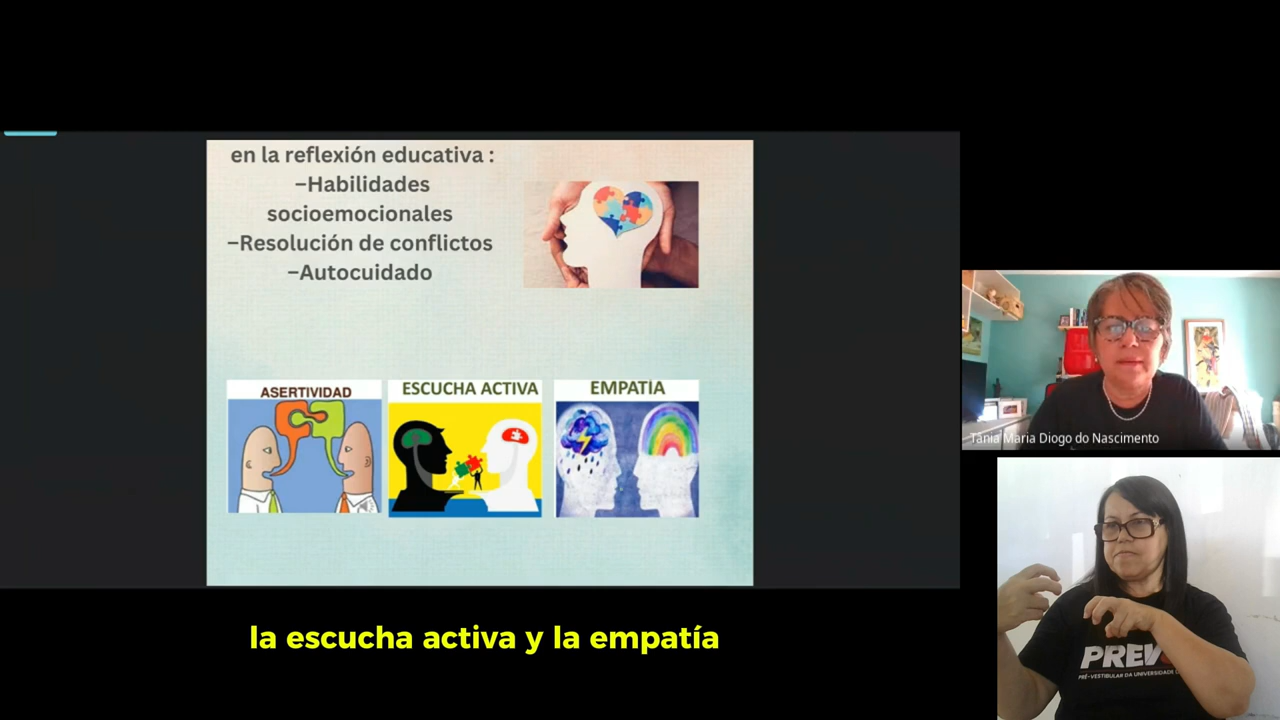 en la reflexión educativa :
–Habilidades
socioemocionales
–Resolución de conflictos
–Autocuidado
ASERTIVIDAD
ESCUCHA ACTIVA
EMPATÍA
Tânia Maria Diogo do Nascimento
PREV
PRÉ-VESTIBULAR DA UNIVERSIDADE
la escucha activa y la empatía